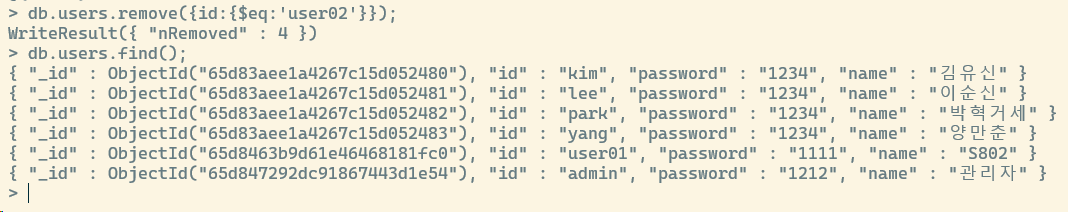 > db.users.remove({id:{$eq:'user02'}});
WriteResult({ "nRemoved" : 4 })
> db.users.find();
{ "_id" : ObjectId("65d83aee1a4267c15d052480"), "id" : "kim", "password" : "1234", "name" : "김유신" }
{ "_id" : ObjectId("65d83aee1a4267c15d052481"), "id" : "lee", "password" : "1234", "name" : "이순신" }
{ "_id" : ObjectId("65d83aee1a4267c15d052482"), "id" : "park", "password" : "1234", "name" : "박혁거세" }
{ "_id" : ObjectId("65d83aee1a4267c15d052483"), "id" : "yang", "password" : "1234", "name" : "양만춘" }
{ "_id" : ObjectId("65d8463b9d61e46468181fc0"), "id" : "user01", "password" : "1111", "name" : "S802" }
{ "_id" : ObjectId("65d847292dc91867443d1e54"), "id" : "admin", "password" : "1212", "name" : "관리자" }
>